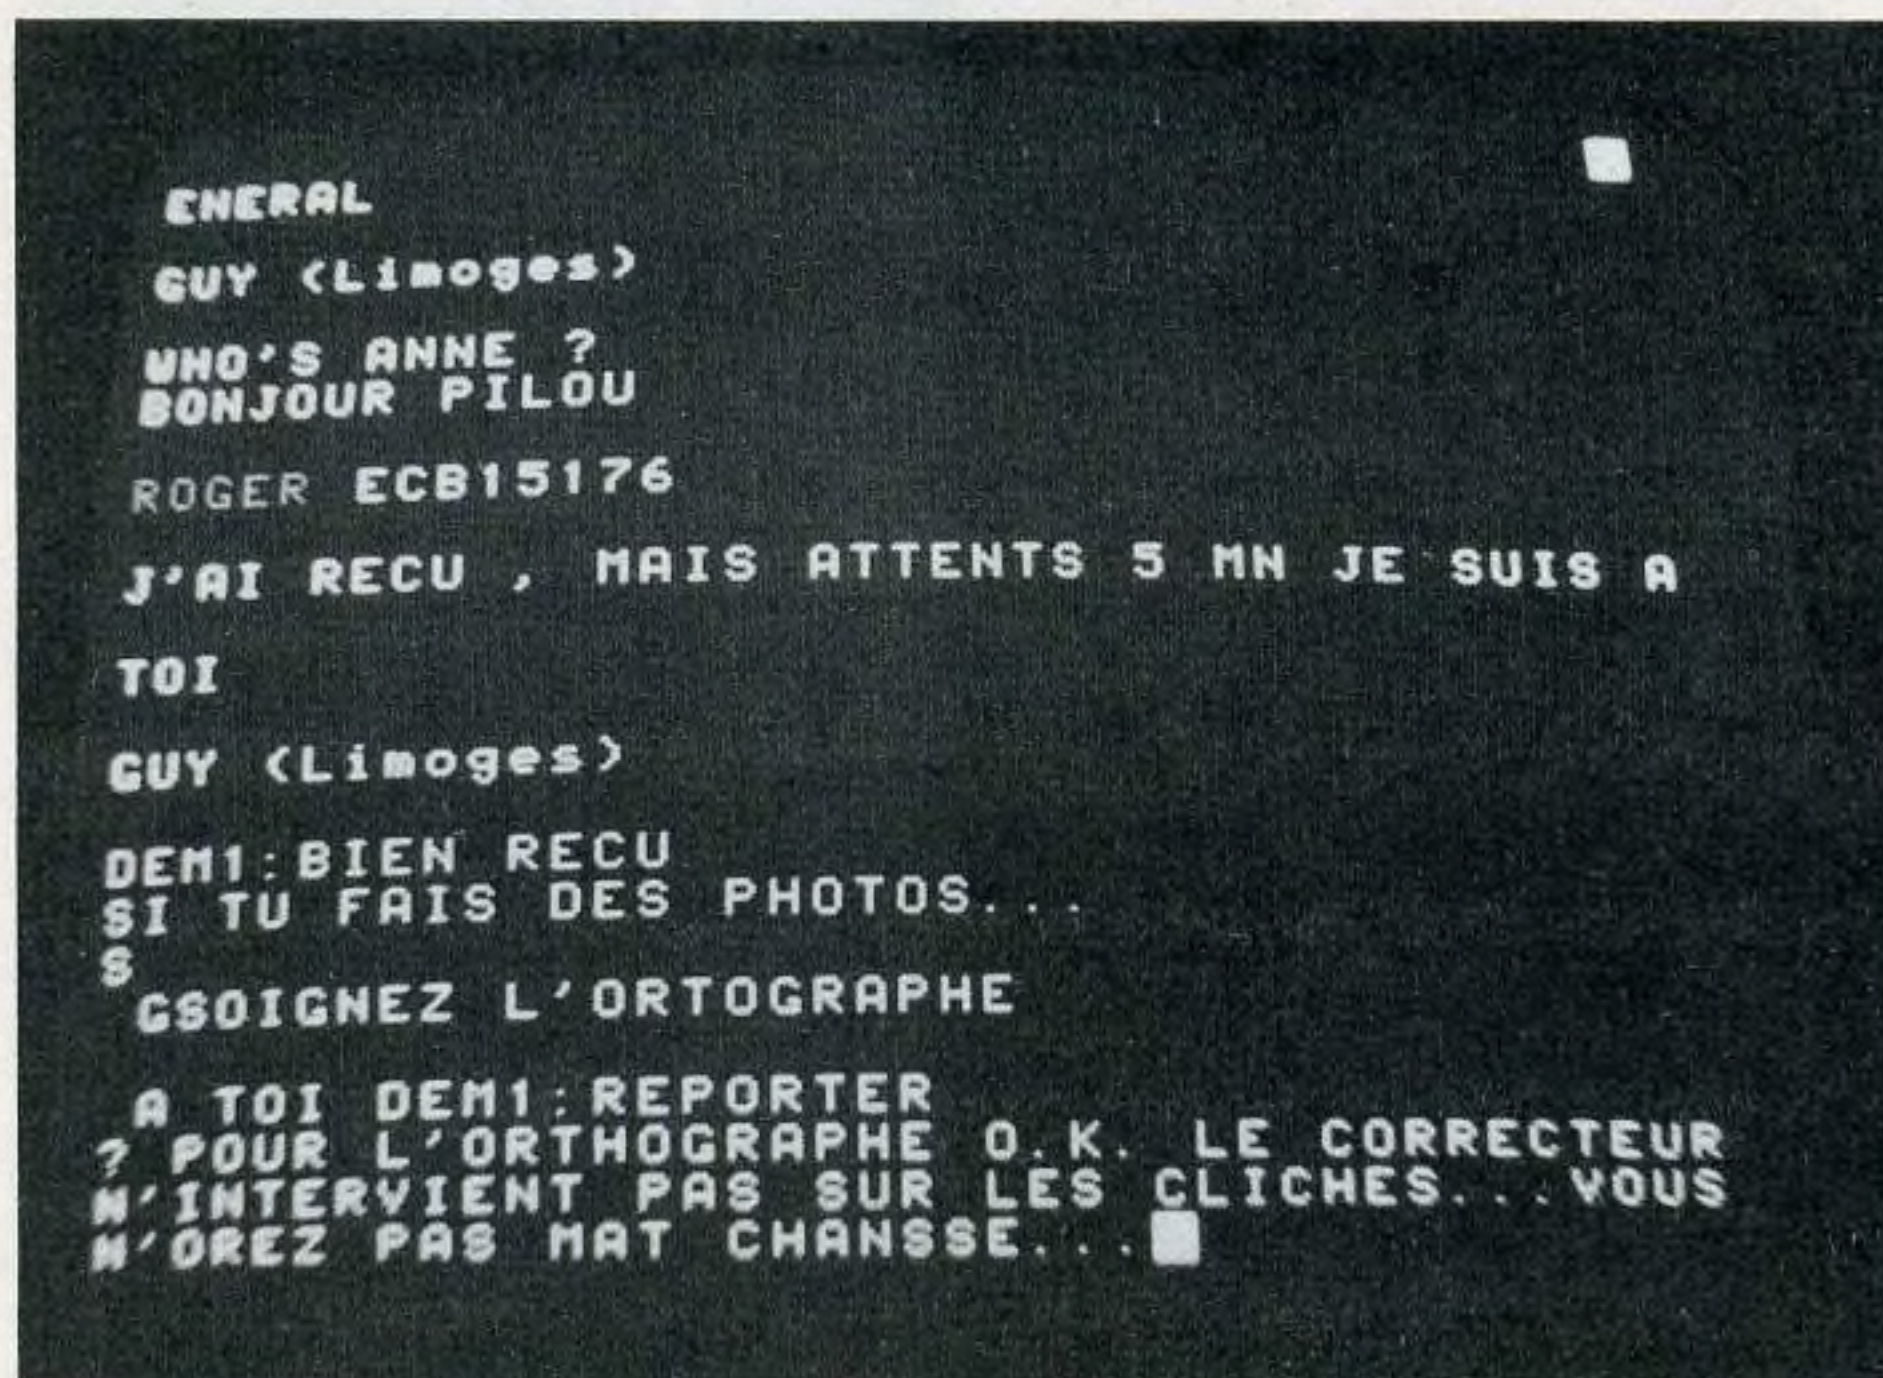 ENERAL
GUY (Limoges)
WHO'S ANNE ?
BONJOUR PILOU
ROGER ECB15176
J'AI RECU , MAIS ATTENTS 5 MN JE SUIS A
TOI
GUY (Limoges)
DEM1:BIEN RECU
SI TU FAIS DES PHOTOS...
S
GSOIGNEZ L'ORTOGRAPHE
A TOI DEM1:REPORTER
? POUR L'ORTHOGRAPHE O.K. LE CORRECTEUR
N'INTERVIENT PAS SUR LES CLICHES...VOUS
N'OREZ PAS MAT CHANSSE...